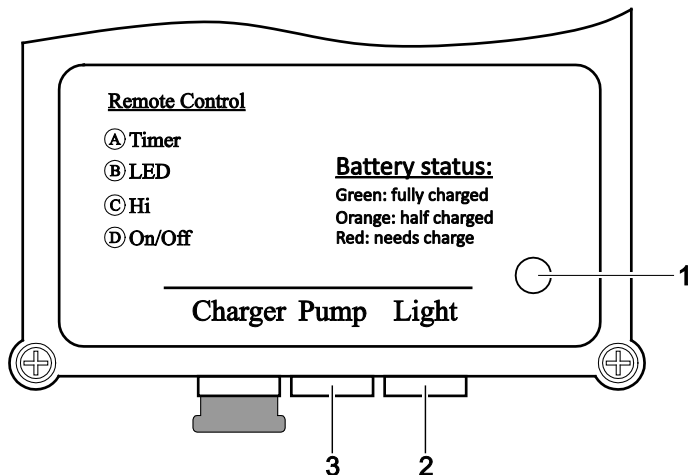 Remote Control
Ⓐ Timer
Ⓑ LED
Ⓒ Hi
Ⓓ On/Off
Battery status:
Green: fully charged
Orange: half charged
Red: needs charge
1
Charger Pump Light
3 2